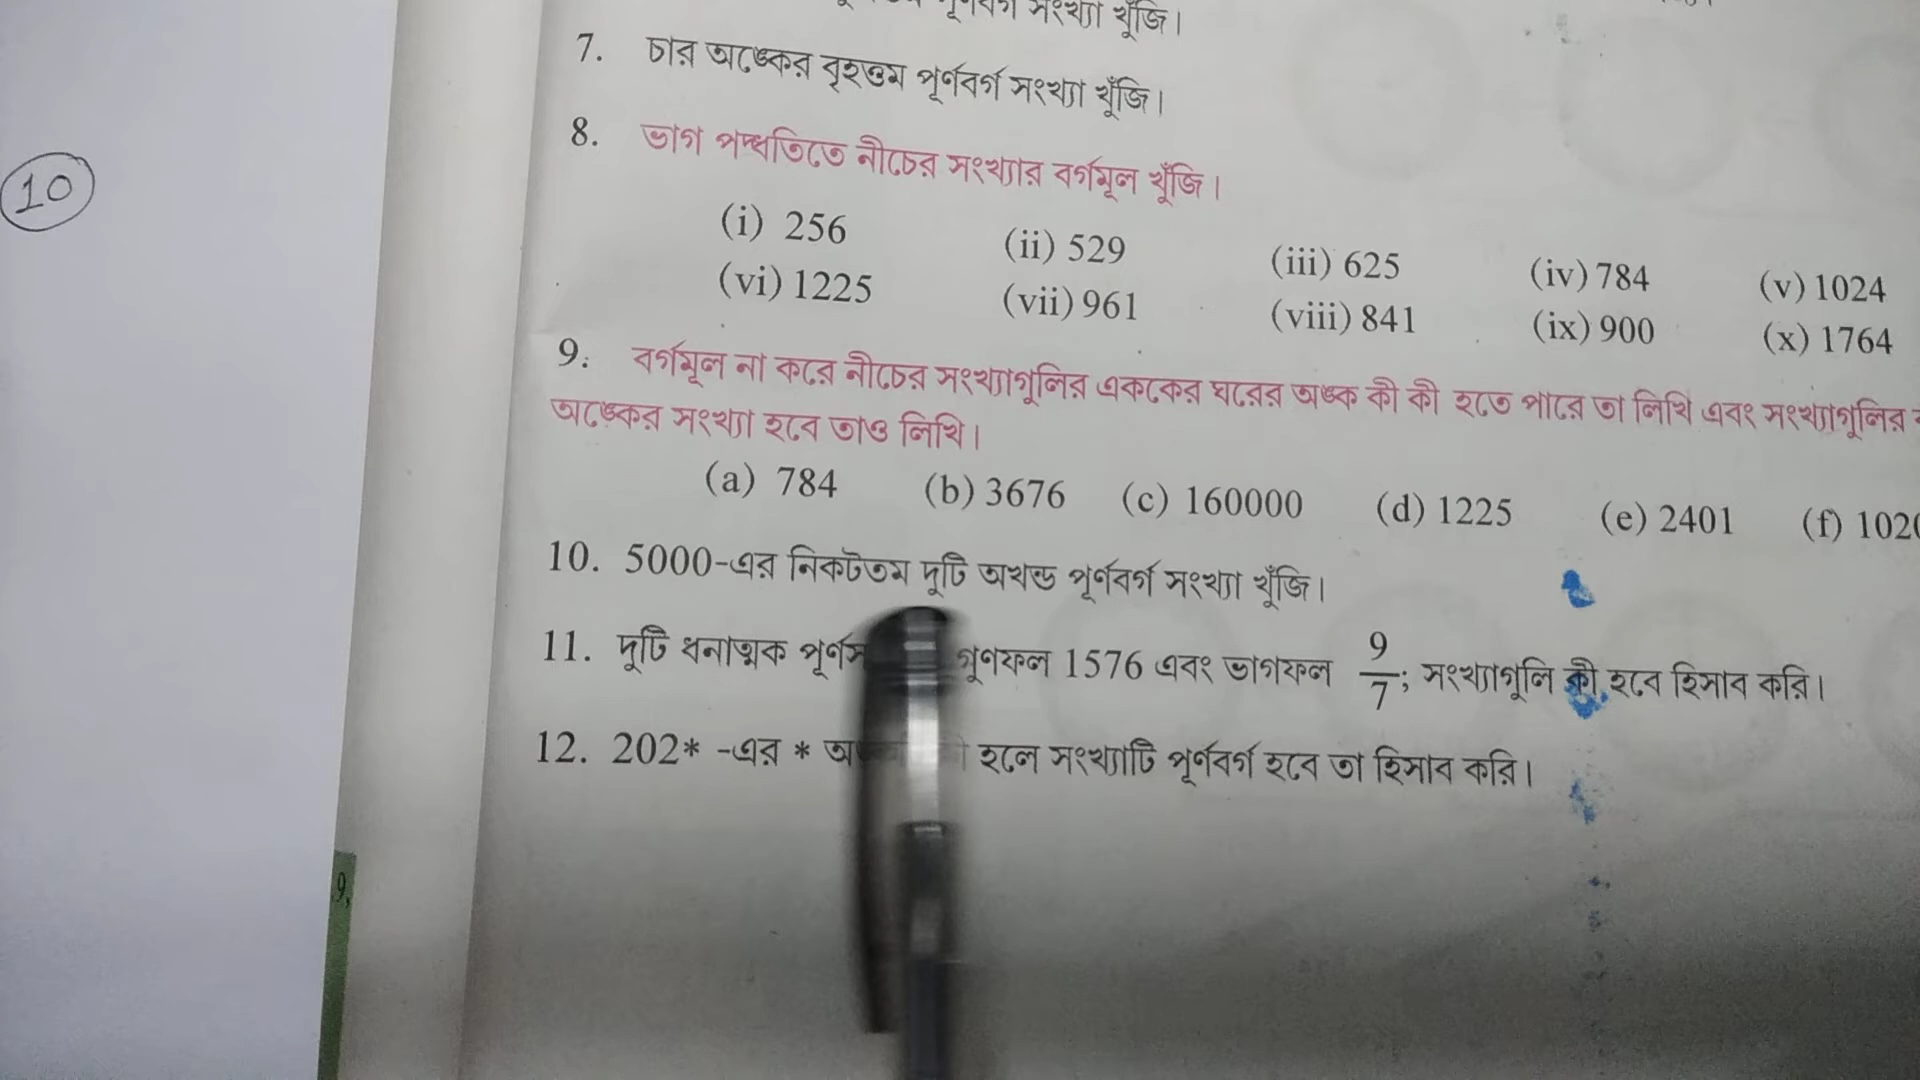 পূর্ণবর্গ সংখ্যা খুঁজি।
7. চার অঙ্কের বৃহত্তম পূর্ণবর্গ সংখ্যা খুঁজি।
8. ভাগ পদ্ধতিতে নীচের সংখ্যার বর্গমূল খুঁজি।
(i) 256 (ii) 529 (iii) 625 (iv) 784 (v) 1024
(vi) 1225 (vii) 961 (viii) 841 (ix) 900 (x) 1764
9. বর্গমূল না করে নীচের সংখ্যাগুলির এককের ঘরের অঙ্ক কী কী হতে পারে তা লিখি এবং সংখ্যাগুলির
অঙ্কের সংখ্যা হবে তাও লিখি।
(a) 784 (b) 3676 (c) 160000 (d) 1225 (e) 2401 (f) 102
10. 5000-এর নিকটতম দুটি অখন্ড পূর্ণবর্গ সংখ্যা খুঁজি।
11. দুটি ধনাত্মক গুণফল 1576 এবং ভাগফল 9/7; সংখ্যাগুলি কী হবে হিসাব করি।
12. 202* -এর * হলে সংখ্যাটি পূর্ণবর্গ হবে তা হিসাব করি।
10
9,